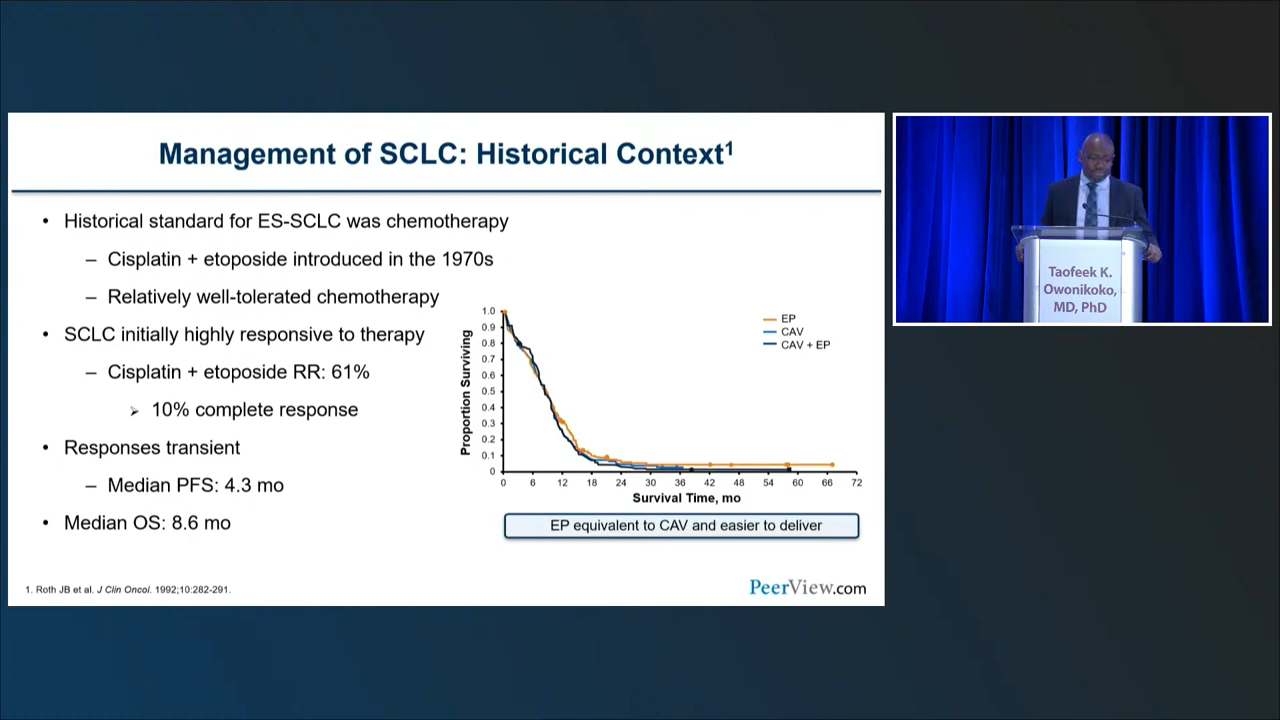 Management of SCLC: Historical Context1
• Historical standard for ES-SCLC was chemotherapy
– Cisplatin + etoposide introduced in the 1970s
– Relatively well-tolerated chemotherapy
• SCLC initially highly responsive to therapy
– Cisplatin + etoposide RR: 61%
➢ 10% complete response
• Responses transient
– Median PFS: 4.3 mo
• Median OS: 8.6 mo
Proportion Surviving
1.0
0.9
0.8
0.7
0.6
0.5
0.4
0.3
0.2
0.1
0
0 6 12 18 24 30 36 42 48 54 60 66 72
Survival Time, mo
EP
CAV
CAV + EP
EP equivalent to CAV and easier to deliver
1. Roth JB et al. J Clin Oncol. 1992;10:282-291.
PeerView.com
Taofeek K.
Owonikoko,
MD, PhD